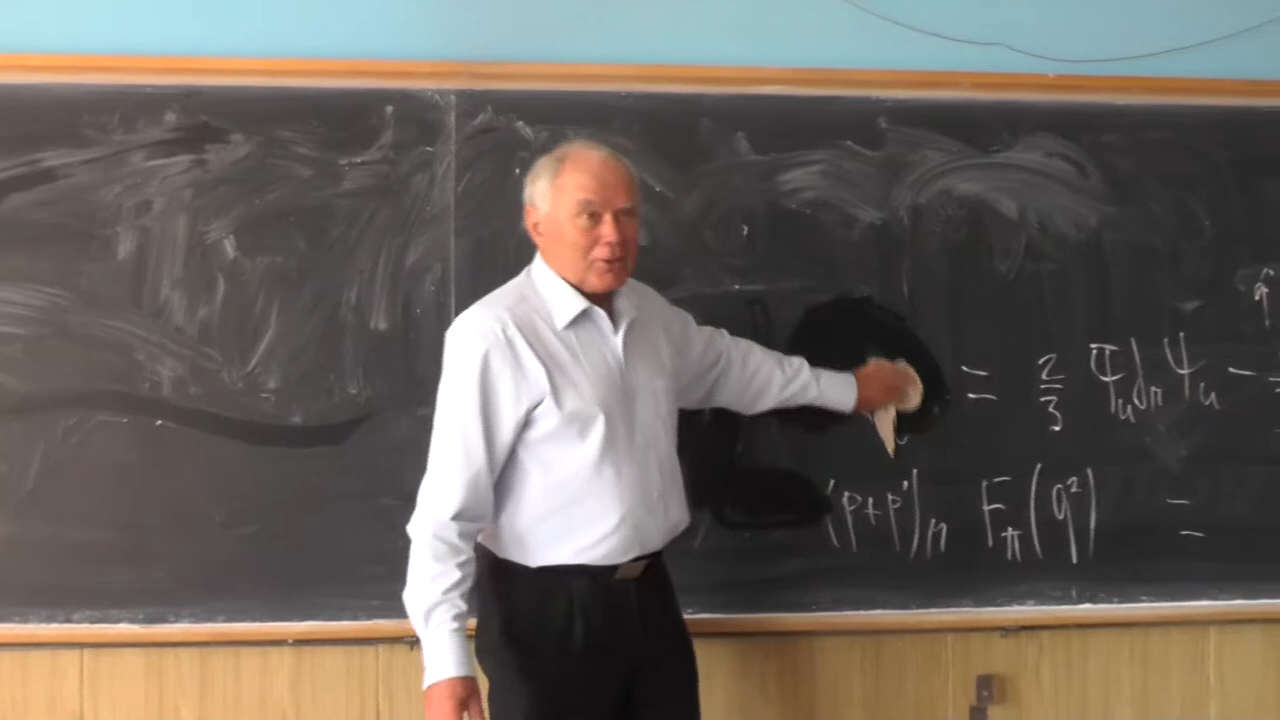 = 2/3 Ψ̄_u γ_μ Ψ_u −
(p+p')_μ F_π(q²) =